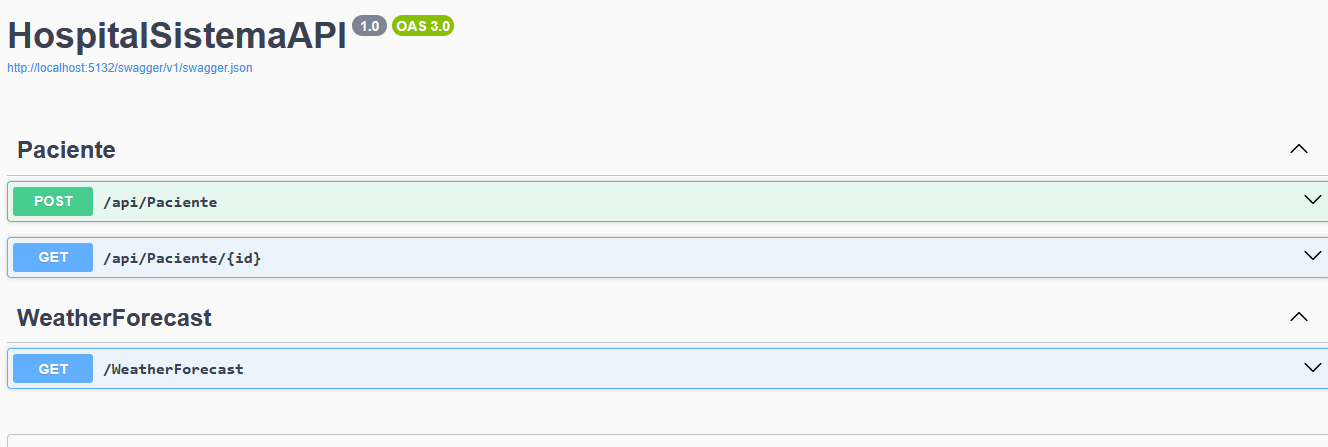 HospitalSistemaAPI 1.0 OAS 3.0
http://localhost:5132/swagger/v1/swagger.json
Paciente
POST /api/Paciente
GET /api/Paciente/{id}
WeatherForecast
GET /WeatherForecast